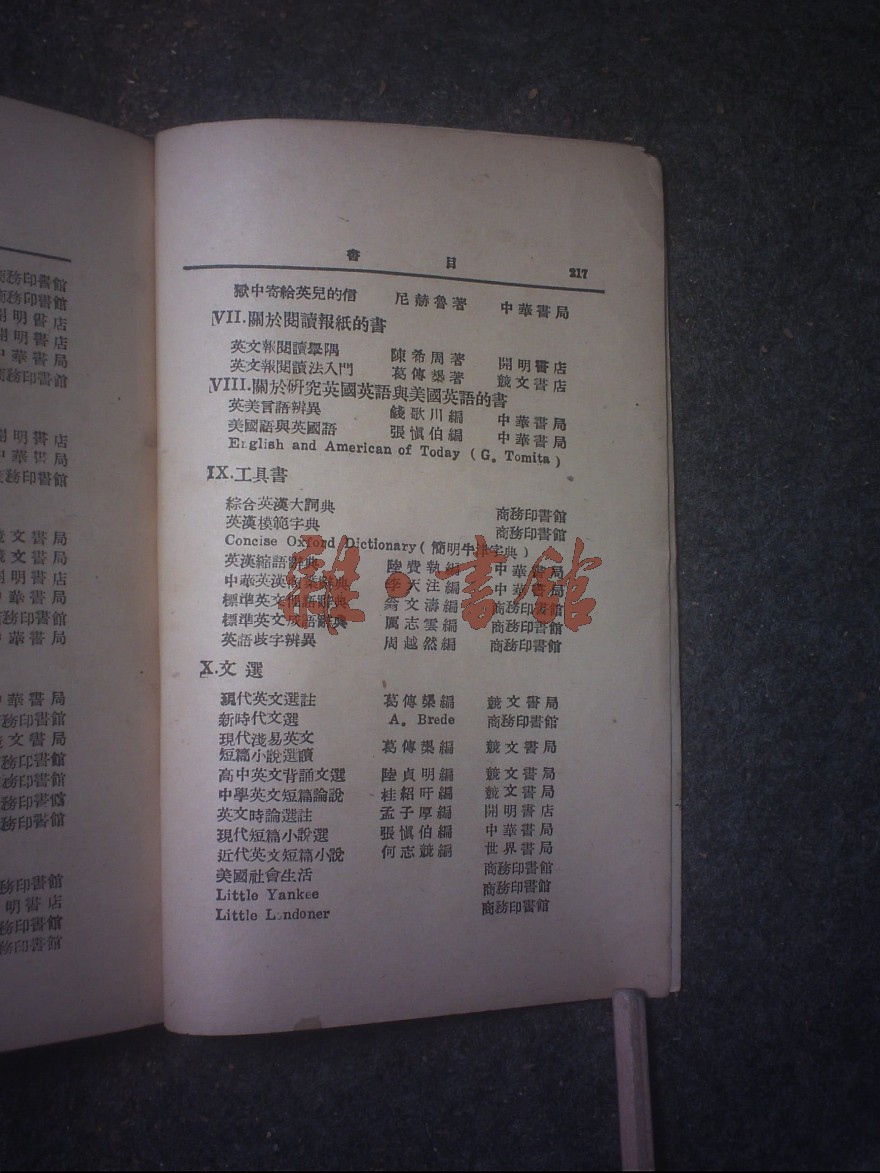 書目 217
獄中寄給英兒的信 尼赫魯著 中華書局
VII.關於閱讀報紙的書
英文報閱讀舉隅 陳希周著 開明書店
英文報閱讀法入門 葛傳槼著 競文書店
VIII.關於研究英國英語與美國英語的書
英美言語辨異 錢歌川編 中華書局
美國語與英國語 張慎伯編 中華書局
English and American of Today (G. Tomita)
IX.工具書
綜合英漢大詞典 商務印書館
英漢模範字典 商務印書館
Concise Oxford Dictionary(簡明牛津字典)
英漢縮語辭典 陸費執編 中華書局
中華英漢商業辭典 李天注編 中華書局
標準英文俚語辭典 翁文濤編 商務印書館
標準英文成語辭典 厲志雲編 商務印書館
英語歧字辨異 周越然編 商務印書館
X.文選
現代英文選註 葛傳槼編 競文書局
新時代文選 A. Brede 商務印書館
現代淺易英文
短篇小說選讀 葛傳槼編 競文書局
高中英文背誦文選 陸貞明編 競文書局
中學英文短篇論說 桂紹盱編 競文書局
英文時論選註 孟子厚編 開明書店
現代短篇小說選 張慎伯編 中華書局
近代英文短篇小說 何志競編 世界書局
美國社會生活 商務印書館
Little Yankee 商務印書館
Little Londoner 商務印書館
雜·書館